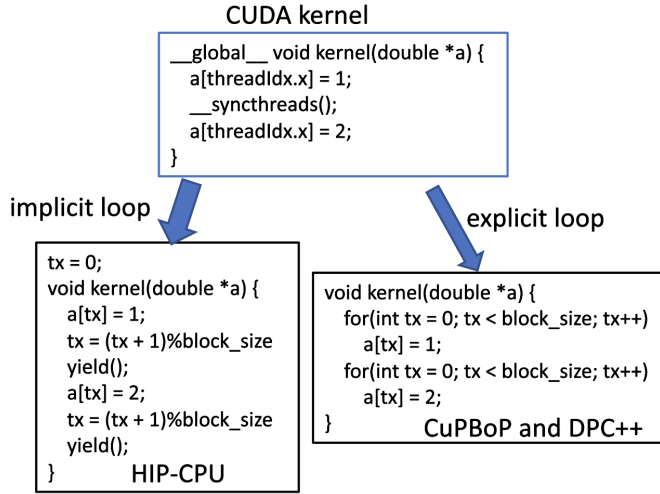 CUDA kernel
__global__ void kernel(double *a) {
a[threadIdx.x] = 1;
__syncthreads();
a[threadIdx.x] = 2;
}
implicit loop
explicit loop
tx = 0;
void kernel(double *a) {
a[tx] = 1;
tx = (tx + 1)%block_size
yield();
a[tx] = 2;
tx = (tx + 1)%block_size
yield();
}
HIP-CPU
void kernel(double *a) {
for(int tx = 0; tx < block_size; tx++)
a[tx] = 1;
for(int tx = 0; tx < block_size; tx++)
a[tx] = 2;
}
CuPBoP and DPC++